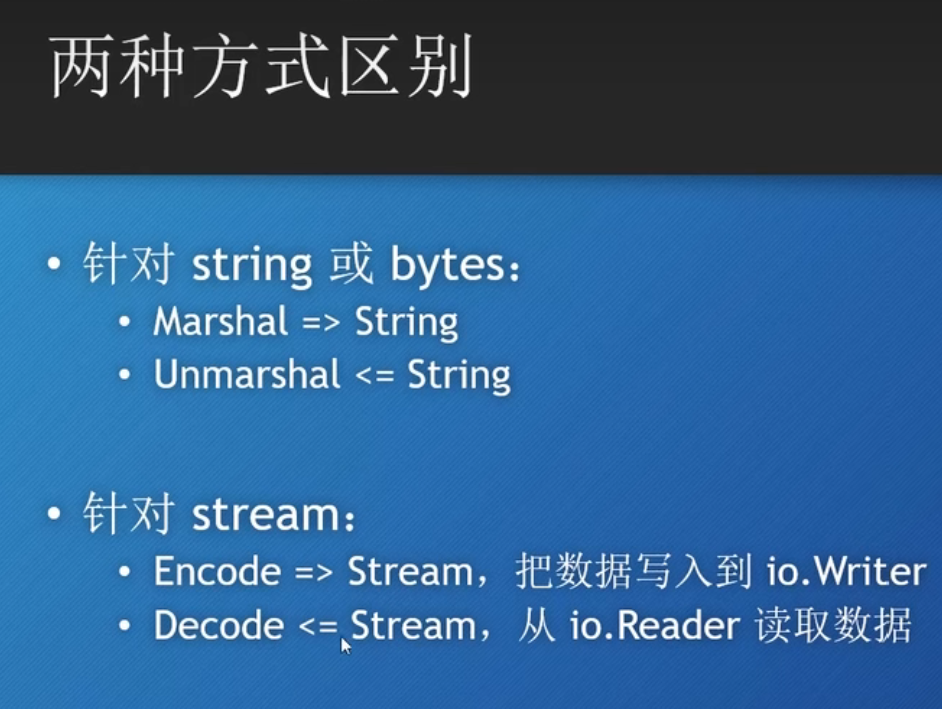 两种方式区别
• 针对 string 或 bytes：
• Marshal => String
• Unmarshal <= String
• 针对 stream：
• Encode => Stream，把数据写入到 io.Writer
• Decode <= Stream，从 io.Reader 读取数据